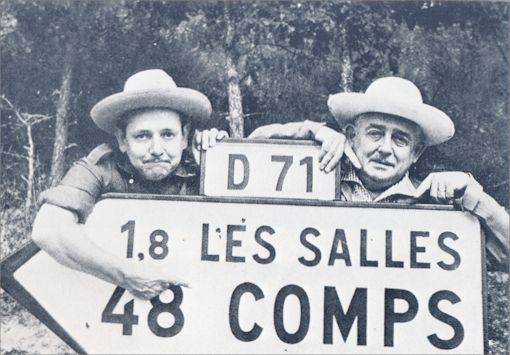 D 71
1,8 LES SALLES
48 COMPS